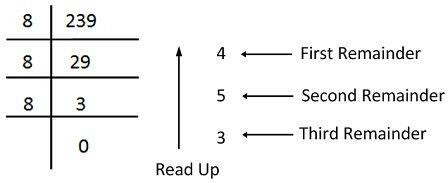 8 239
4 First Remainder
8 29
5 Second Remainder
8 3
3 Third Remainder
0
Read Up